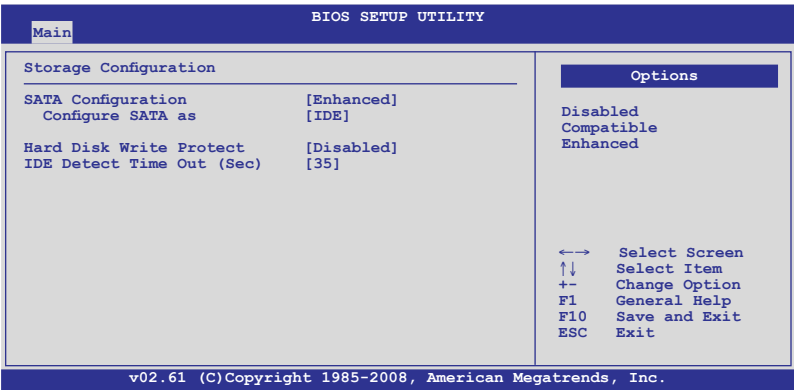 BIOS SETUP UTILITY
Main
Storage Configuration
SATA Configuration [Enhanced]
Configure SATA as [IDE]
Hard Disk Write Protect [Disabled]
IDE Detect Time Out (Sec) [35]
Options
Disabled
Compatible
Enhanced
←→ Select Screen
↑↓ Select Item
+- Change Option
F1 General Help
F10 Save and Exit
ESC Exit
v02.61 (C)Copyright 1985-2008, American Megatrends, Inc.